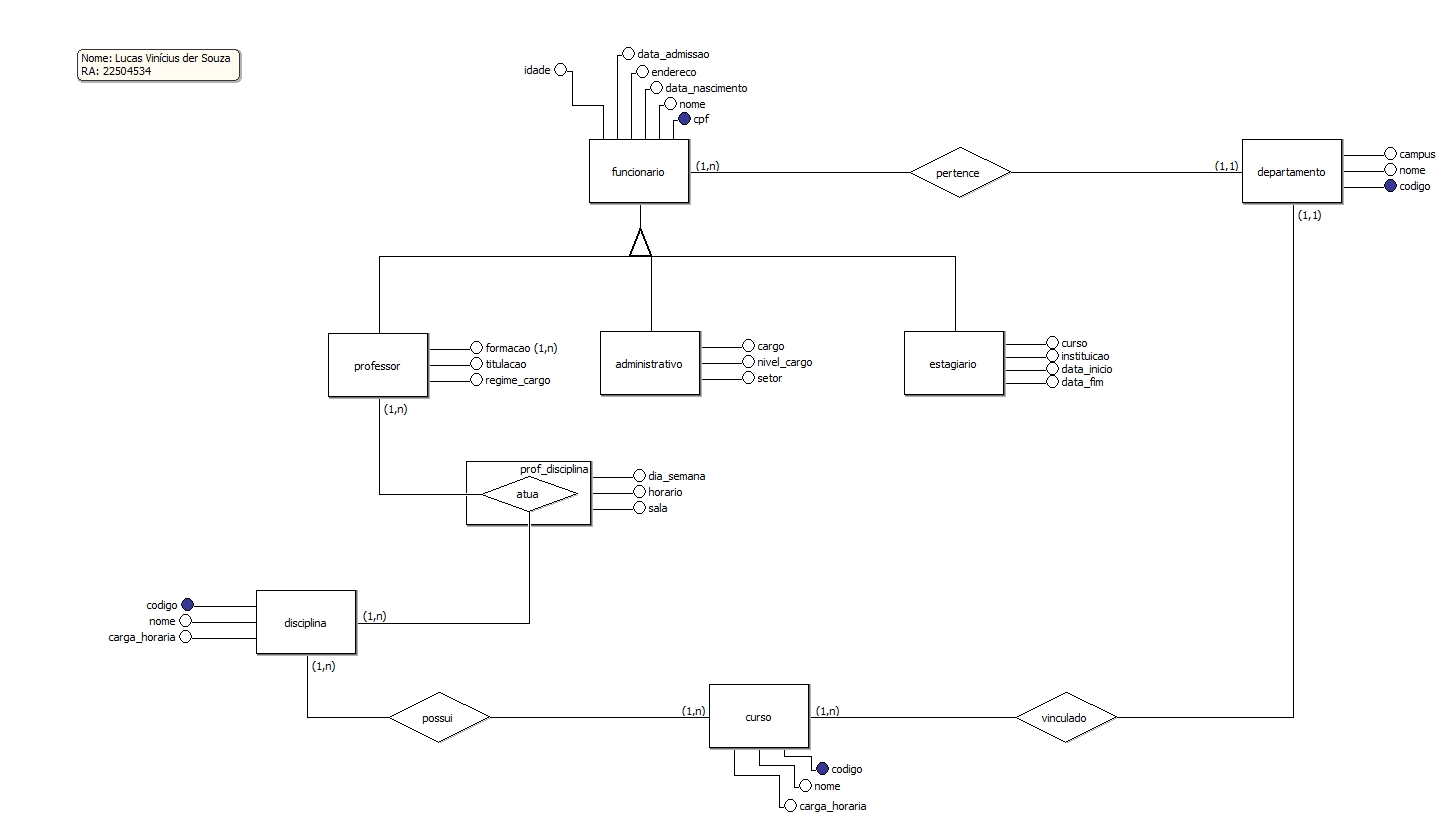 Nome: Lucas Vinícius der Souza
RA: 22504534
data_admissao
idade
endereco
data_nascimento
nome
cpf
funcionario
(1,n)
pertence
(1,1)
departamento
campus
nome
codigo
(1,1)
professor
formacao (1,n)
titulacao
regime_cargo
(1,n)
administrativo
cargo
nivel_cargo
setor
estagiario
curso
instituicao
data_inicio
data_fim
prof_disciplina
atua
dia_semana
horario
sala
codigo
nome
carga_horaria
disciplina
(1,n)
(1,n)
possui
(1,n)
curso
(1,n)
vinculado
codigo
nome
carga_horaria